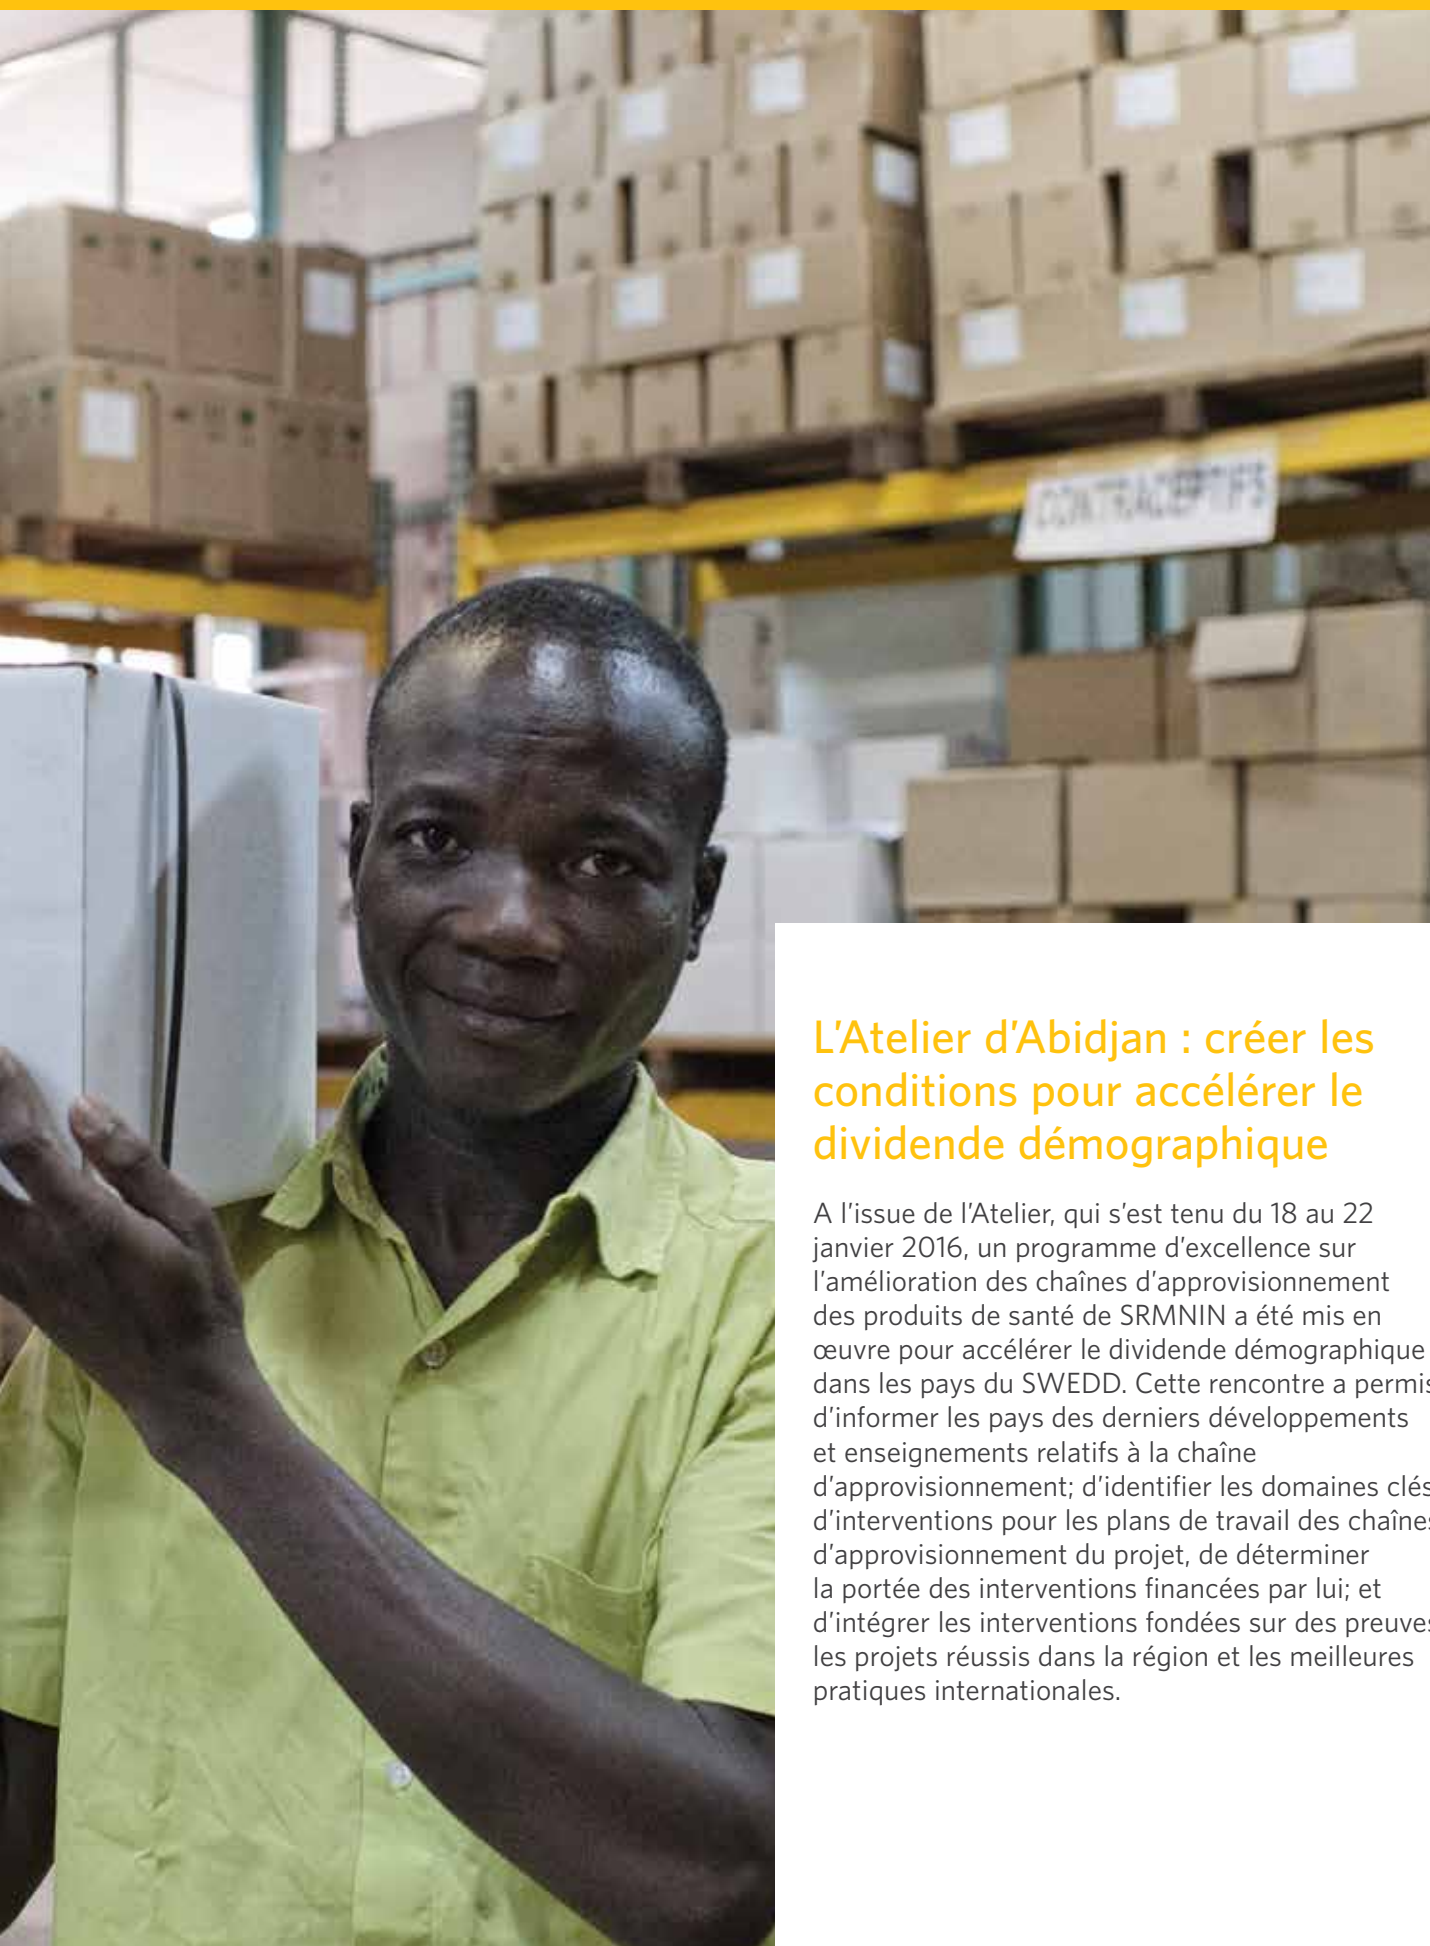 CONTRACEPTIFS
L'Atelier d'Abidjan : créer les
conditions pour accélérer le
dividende démographique
A l'issue de l'Atelier, qui s'est tenu du 18 au 22
janvier 2016, un programme d'excellence sur
l'amélioration des chaînes d'approvisionnement
des produits de santé de SRMNIN a été mis en
œuvre pour accélérer le dividende démographique
dans les pays du SWEDD. Cette rencontre a permis
d'informer les pays des derniers développements
et enseignements relatifs à la chaîne
d'approvisionnement; d'identifier les domaines clés
d'interventions pour les plans de travail des chaînes
d'approvisionnement du projet, de déterminer
la portée des interventions financées par lui; et
d'intégrer les interventions fondées sur des preuves
les projets réussis dans la région et les meilleures
pratiques internationales.